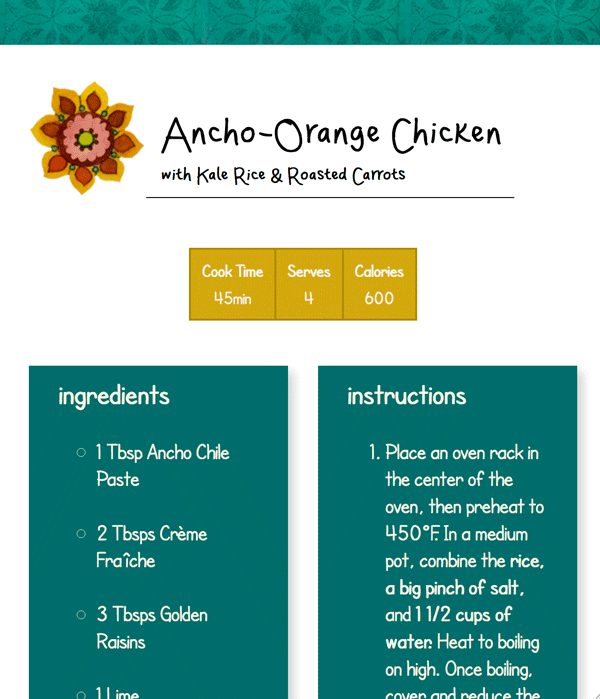 Ancho-Orange Chicken
with Kale Rice & Roasted Carrots
Cook Time Serves Calories
45min 4 600
ingredients
1 Tbsp Ancho Chile
Paste
2 Tbsps Crème
Fraîche
3 Tbsps Golden
Raisins
1 Lime
instructions
1. Place an oven rack in
the center of the
oven, then preheat to
450°F. In a medium
pot, combine the rice,
a big pinch of salt,
and 1 1/2 cups of
water. Heat to boiling
on high. Once boiling,
cover and reduce the